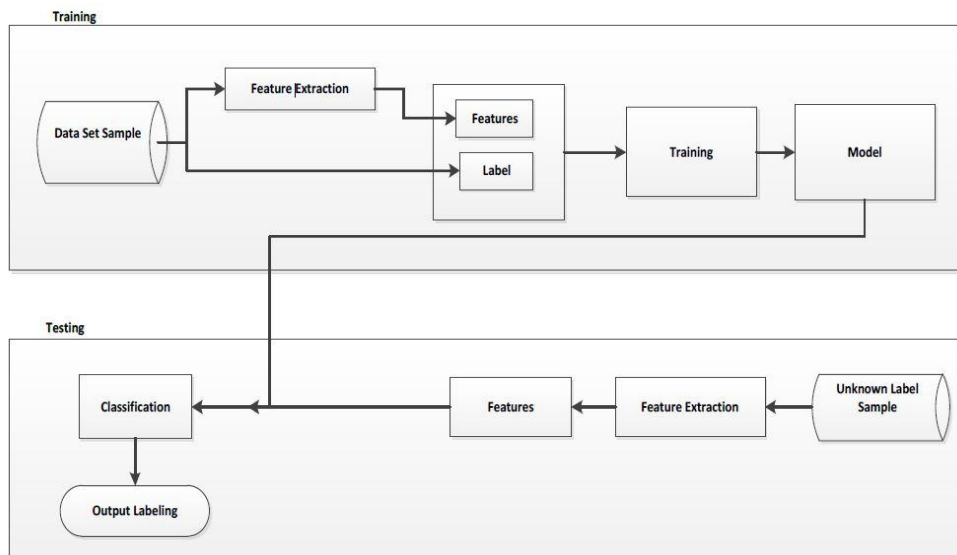 Training
Feature Extraction
Data Set Sample
Features
Label
Training
Model
Testing
Classification
Features
Feature Extraction
Unknown Label
Sample
Output Labeling